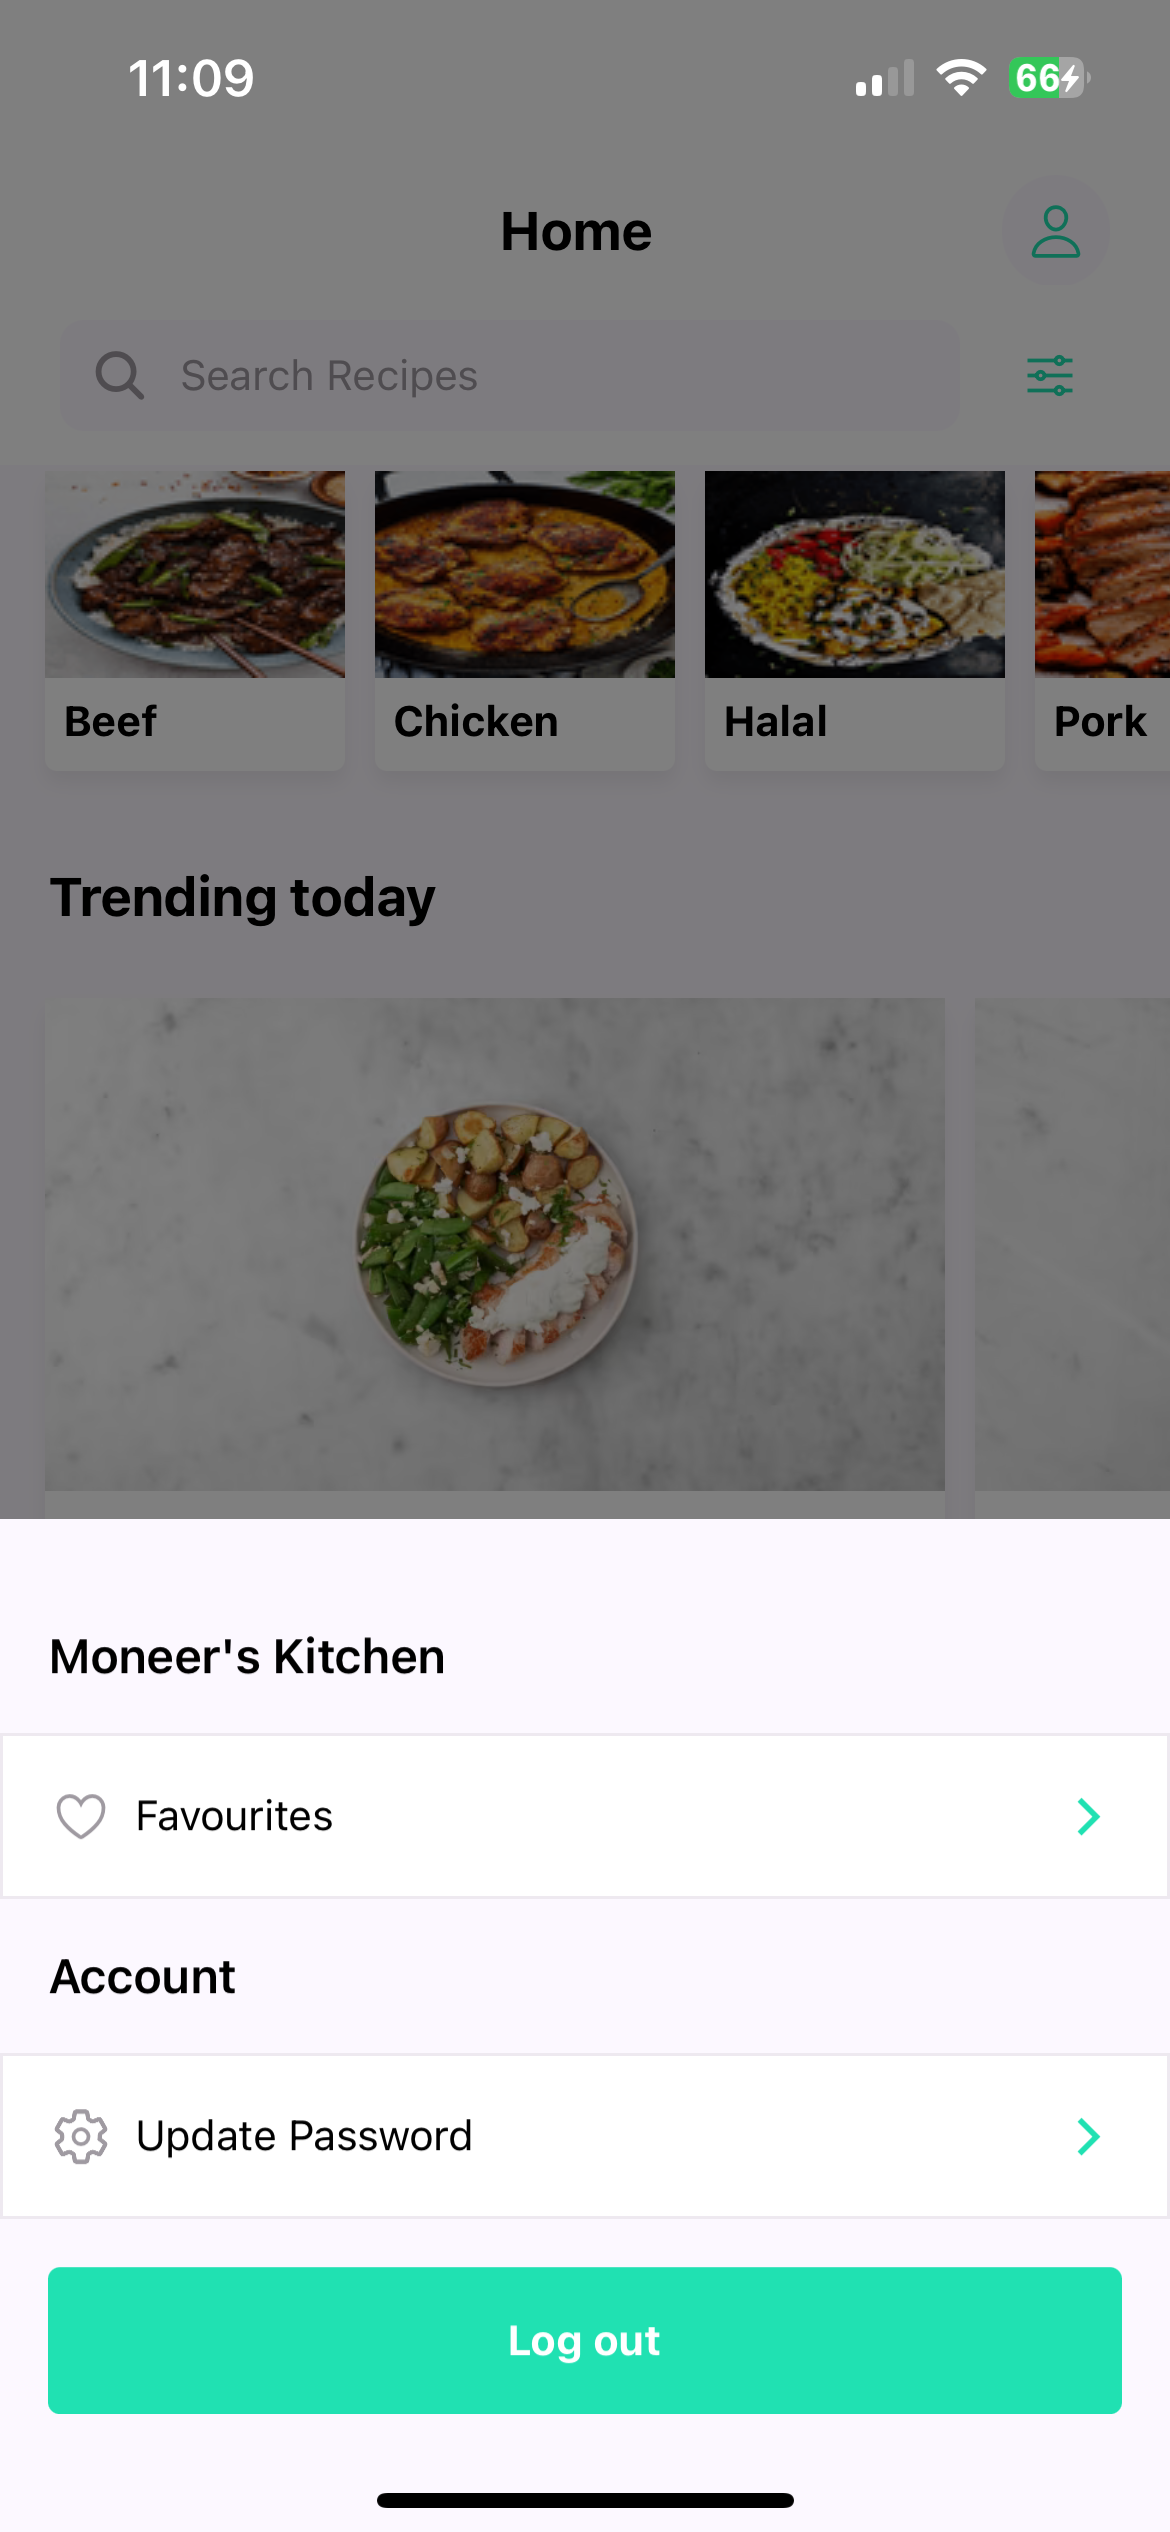 11:09
66
Home
Search Recipes
Beef
Chicken
Halal
Pork
Trending today
Moneer's Kitchen
Favourites
Account
Update Password
Log out